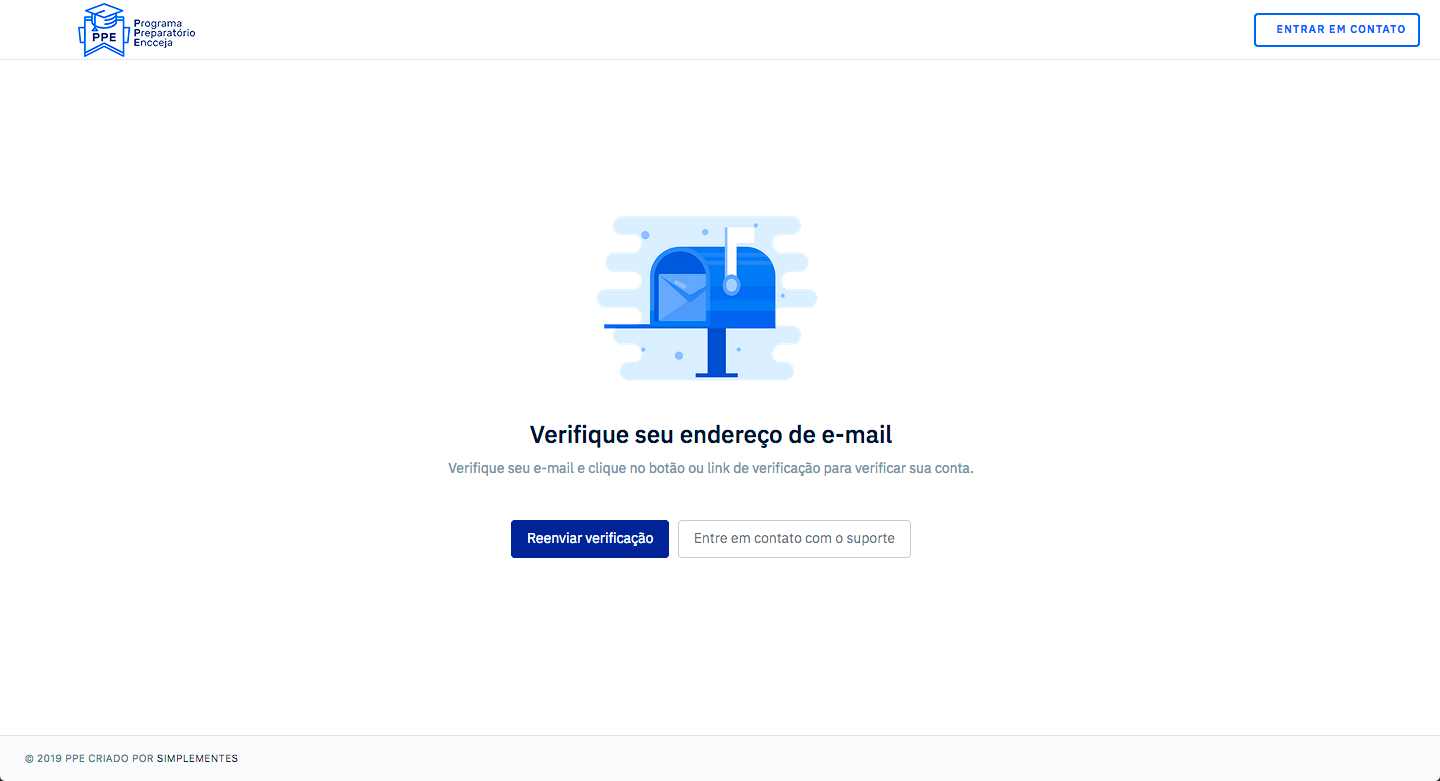 PPE
Programa
Preparatório
Encceja
ENTRAR EM CONTATO
Verifique seu endereço de e-mail
Verifique seu e-mail e clique no botão ou link de verificação para verificar sua conta.
Reenviar verificação
Entre em contato com o suporte
© 2019 PPE CRIADO POR SIMPLEMENTES